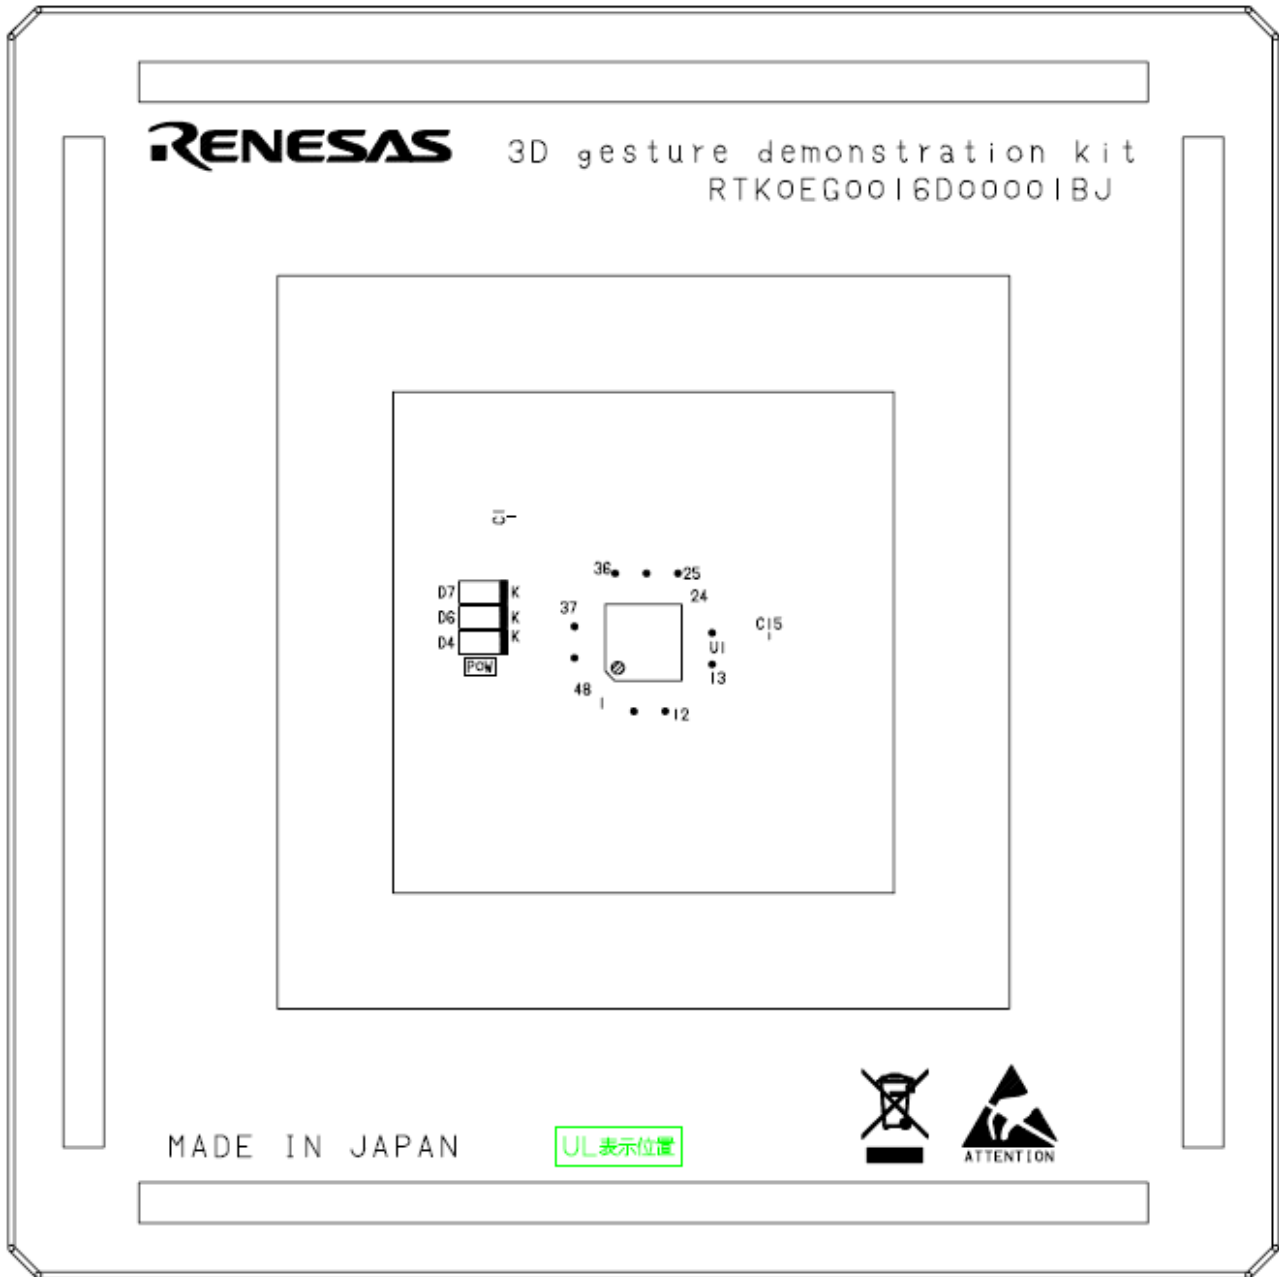 RENESAS
3D gesture demonstration kit
RTK0EG0016D00001BJ
C1
36
25
D7
K
24
37
D6
K
C15
D4
K
U1
POW
13
48
1
12
MADE IN JAPAN
UL表示位置
ATTENTION